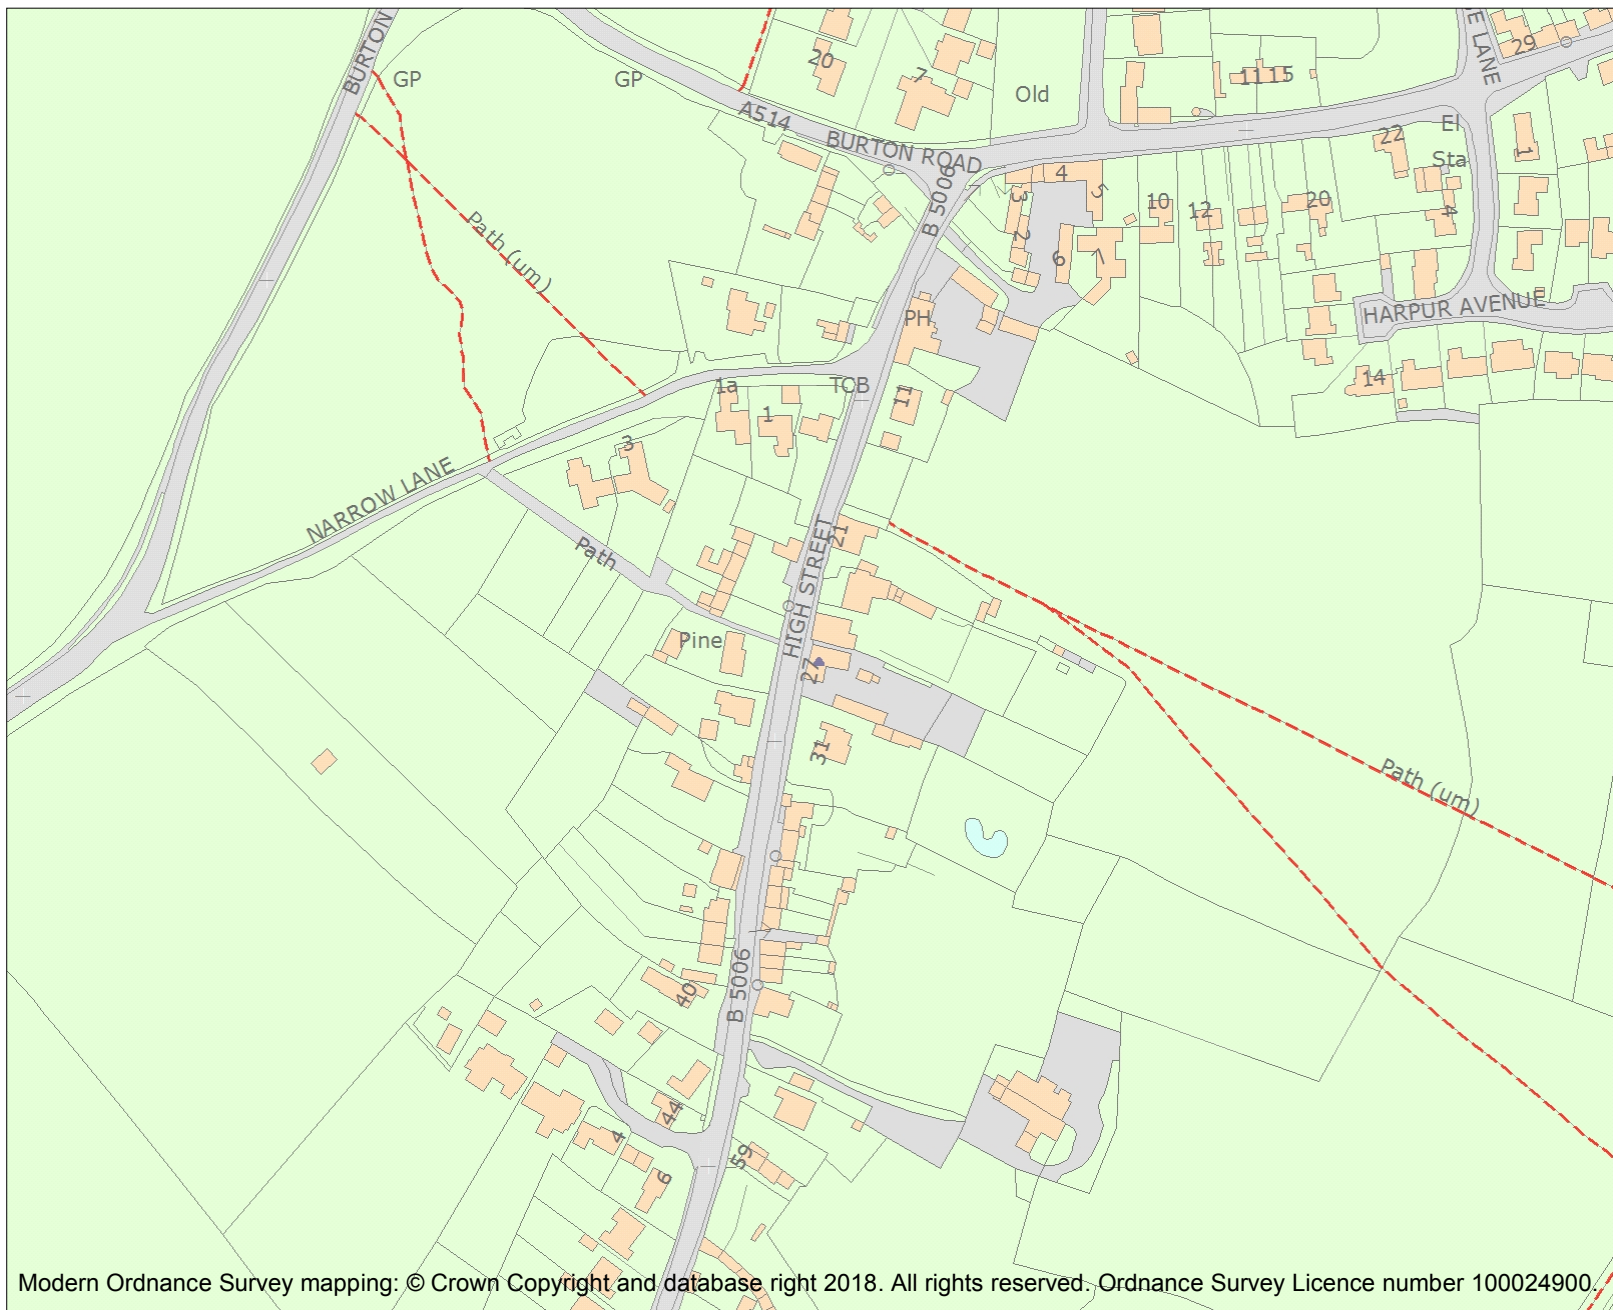 BURTON
GP
GP
20
7
Old
11 15
GE LANE
29
A514
BURTON ROAD
B 5006
4
5
3
2
6
7
10
12
20
22
El
Sta
4
1
Path (um)
PH
HARPUR AVENUE
14
1a
1
TCB
11
3
NARROW LANE
Path
21
HIGH STREET
Pine
27
31
Path (um)
B 5006
40
44
4
6
59
Modern Ordnance Survey mapping: © Crown Copyright and database right 2018. All rights reserved. Ordnance Survey Licence number 100024900.